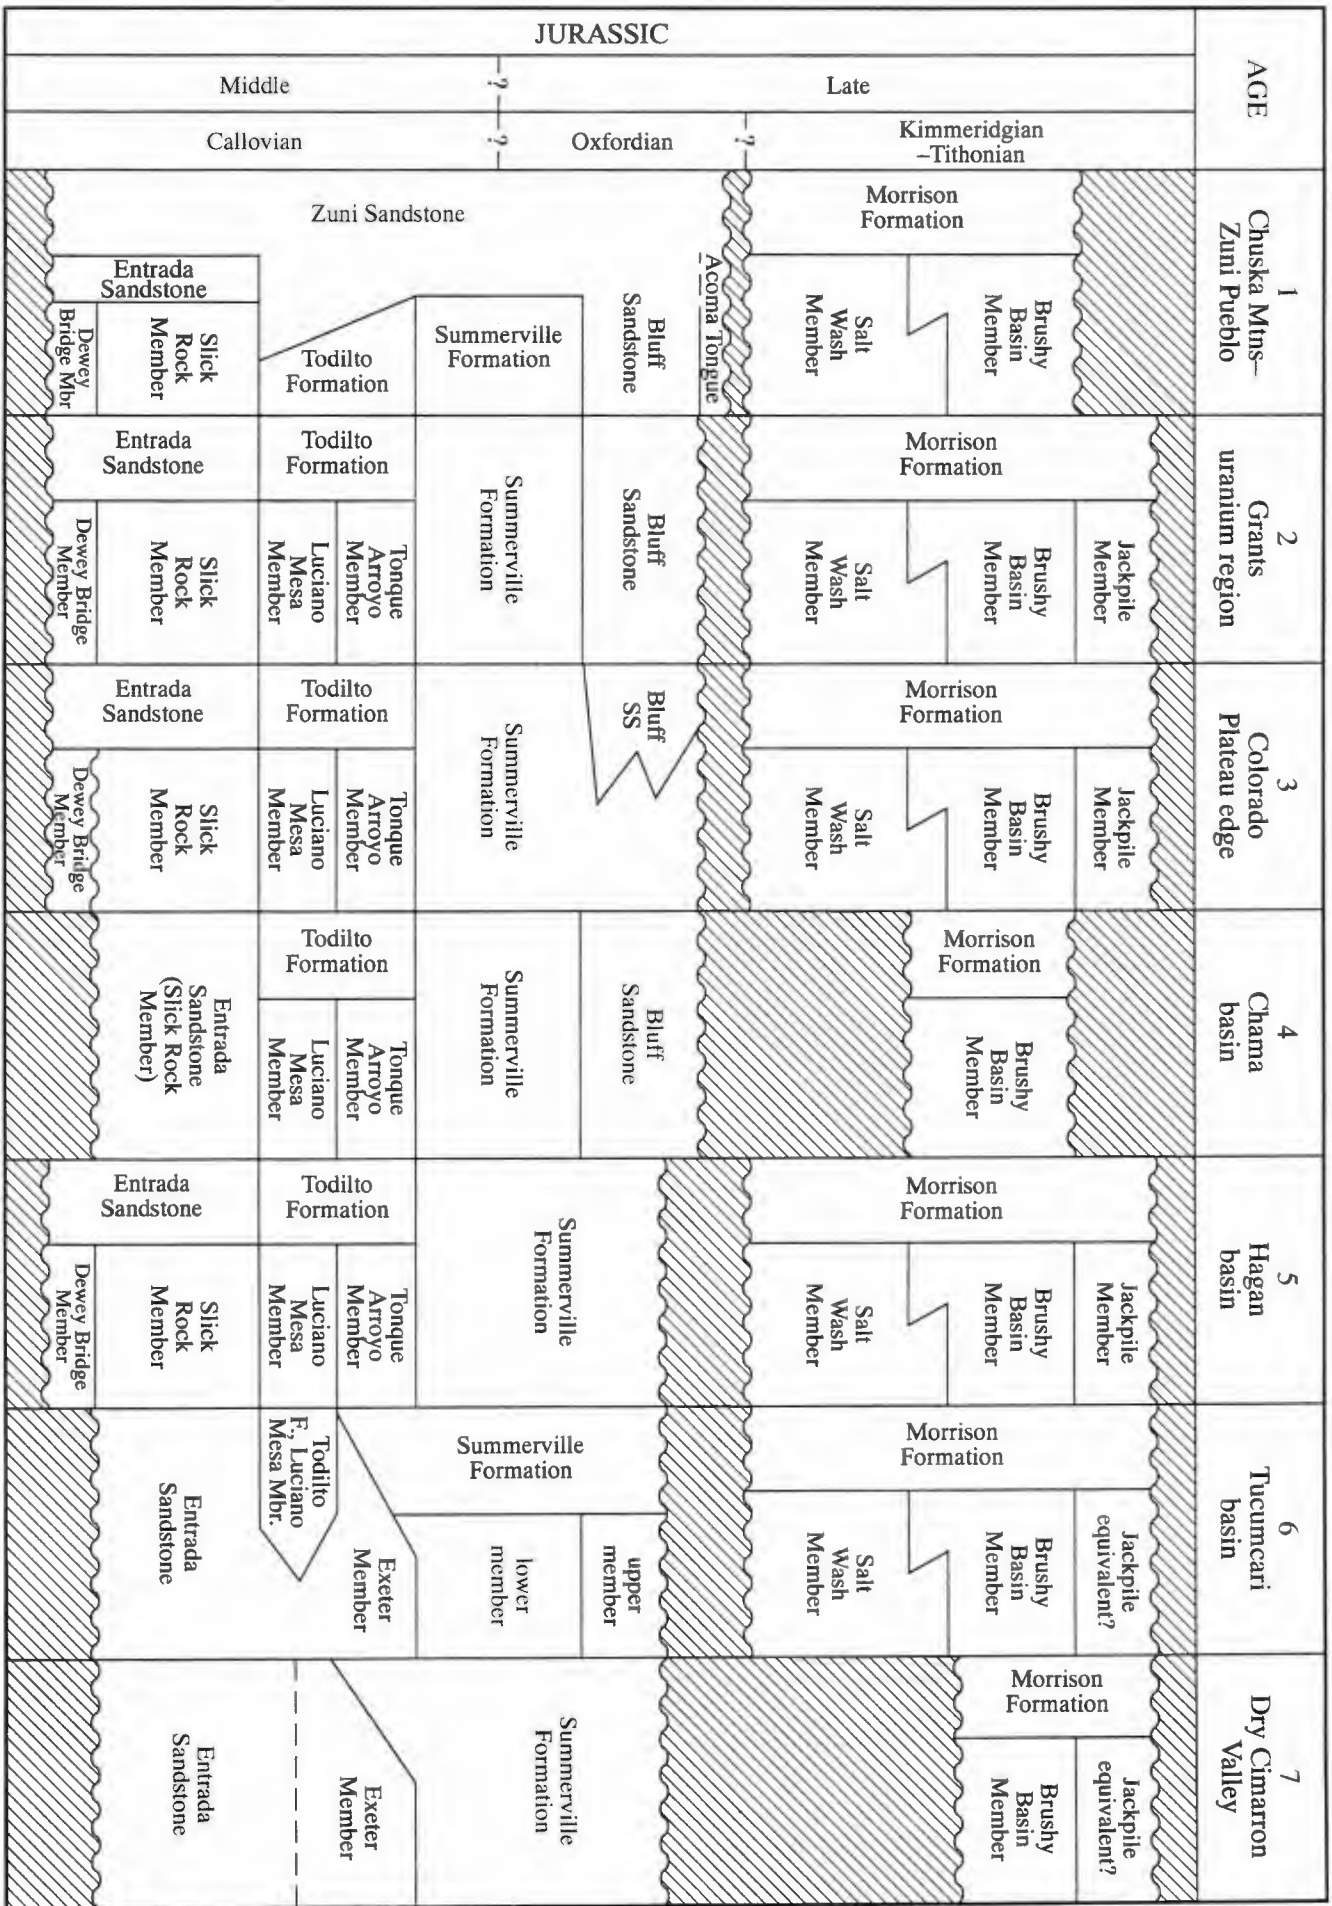 AGE
JURASSIC
Late
?
Middle
Kimmeridgian
–Tithonian
?
Oxfordian
?
Callovian
1
Chuska Mtns–
Zuni Pueblo
Morrison
Formation
Brushy
Basin
Member
Salt
Wash
Member
Acoma Tongue
Zuni Sandstone
Bluff
Sandstone
Summerville
Formation
Todilto
Formation
Entrada
Sandstone
Slick
Rock
Member
Dewey
Bridge Mbr
2
Grants
uranium region
Morrison
Formation
Jackpile
Member
Brushy
Basin
Member
Salt
Wash
Member
Bluff
Sandstone
Summerville
Formation
Todilto
Formation
Tonque
Arroyo
Member
Luciano
Mesa
Member
Entrada
Sandstone
Slick
Rock
Member
Dewey Bridge
Member
3
Colorado
Plateau edge
Morrison
Formation
Jackpile
Member
Brushy
Basin
Member
Salt
Wash
Member
Bluff
SS
Summerville
Formation
Todilto
Formation
Tonque
Arroyo
Member
Luciano
Mesa
Member
Entrada
Sandstone
Slick
Rock
Member
Dewey Bridge
Member
4
Chama
basin
Morrison
Formation
Brushy
Basin
Member
Bluff
Sandstone
Summerville
Formation
Todilto
Formation
Tonque
Arroyo
Member
Luciano
Mesa
Member
Entrada
Sandstone
(Slick Rock
Member)
5
Hagan
basin
Morrison
Formation
Jackpile
Member
Brushy
Basin
Member
Salt
Wash
Member
Summerville
Formation
Todilto
Formation
Tonque
Arroyo
Member
Luciano
Mesa
Member
Entrada
Sandstone
Slick
Rock
Member
Dewey Bridge
Member
6
Tucumcari
basin
Morrison
Formation
Jackpile
equivalent?
Brushy
Basin
Member
Salt
Wash
Member
Summerville
Formation
upper
member
lower
member
Exeter
Member
Todilto
F., Luciano
Mesa Mbr.
Entrada
Sandstone
7
Dry Cimarron
Valley
Morrison
Formation
Jackpile
equivalent?
Brushy
Basin
Member
Summerville
Formation
Exeter
Member
Entrada
Sandstone